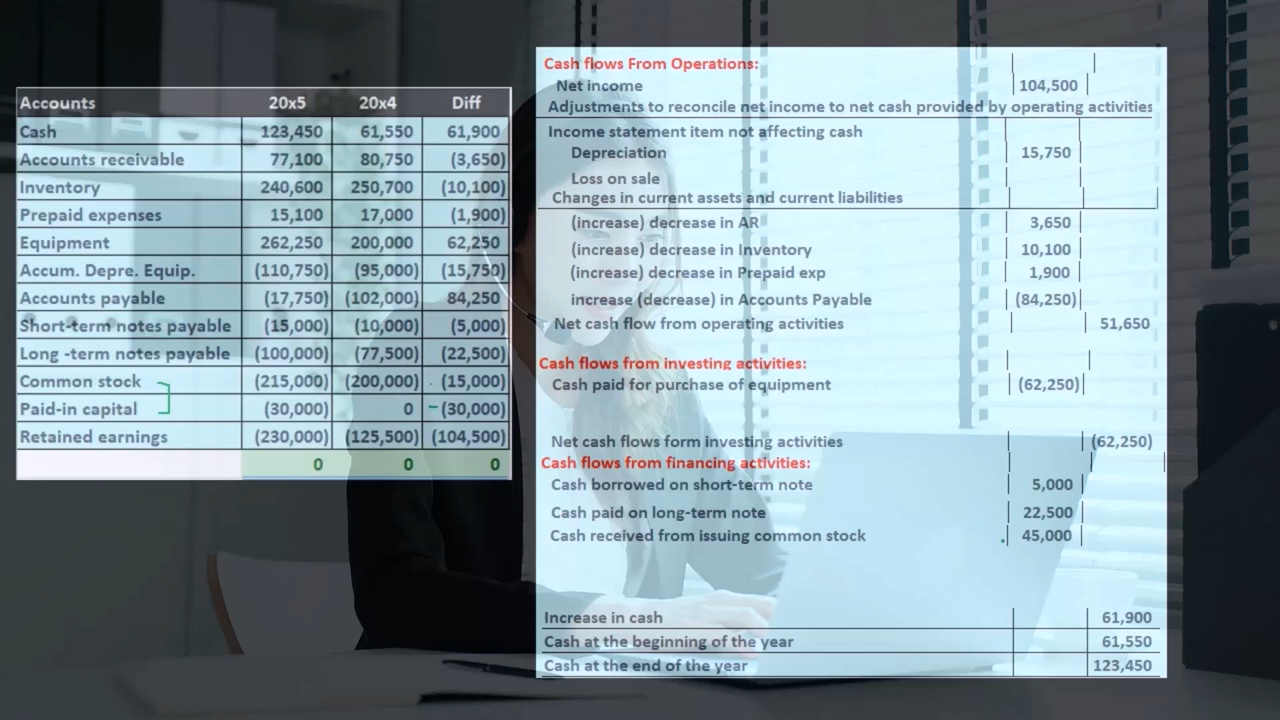 Accounts 20x5 20x4 Diff
Cash 123,450 61,550 61,900
Accounts receivable 77,100 80,750 (3,650)
Inventory 240,600 250,700 (10,100)
Prepaid expenses 15,100 17,000 (1,900)
Equipment 262,250 200,000 62,250
Accum. Depre. Equip. (110,750) (95,000) (15,750)
Accounts payable (17,750) (102,000) 84,250
Short-term notes payable (15,000) (10,000) (5,000)
Long -term notes payable (100,000) (77,500) (22,500)
Common stock (215,000) (200,000) (15,000)
Paid-in capital (30,000) 0 (30,000)
Retained earnings (230,000) (125,500) (104,500)
0 0 0
Cash flows From Operations:
Net income 104,500
Adjustments to reconcile net income to net cash provided by operating activities
Income statement item not affecting cash
Depreciation 15,750
Loss on sale
Changes in current assets and current liabilities
(increase) decrease in AR 3,650
(increase) decrease in Inventory 10,100
(increase) decrease in Prepaid exp 1,900
increase (decrease) in Accounts Payable (84,250)
Net cash flow from operating activities 51,650
Cash flows from investing activities:
Cash paid for purchase of equipment (62,250)
Net cash flows form investing activities (62,250)
Cash flows from financing activities:
Cash borrowed on short-term note 5,000
Cash paid on long-term note 22,500
Cash received from issuing common stock 45,000
Increase in cash 61,900
Cash at the beginning of the year 61,550
Cash at the end of the year 123,450